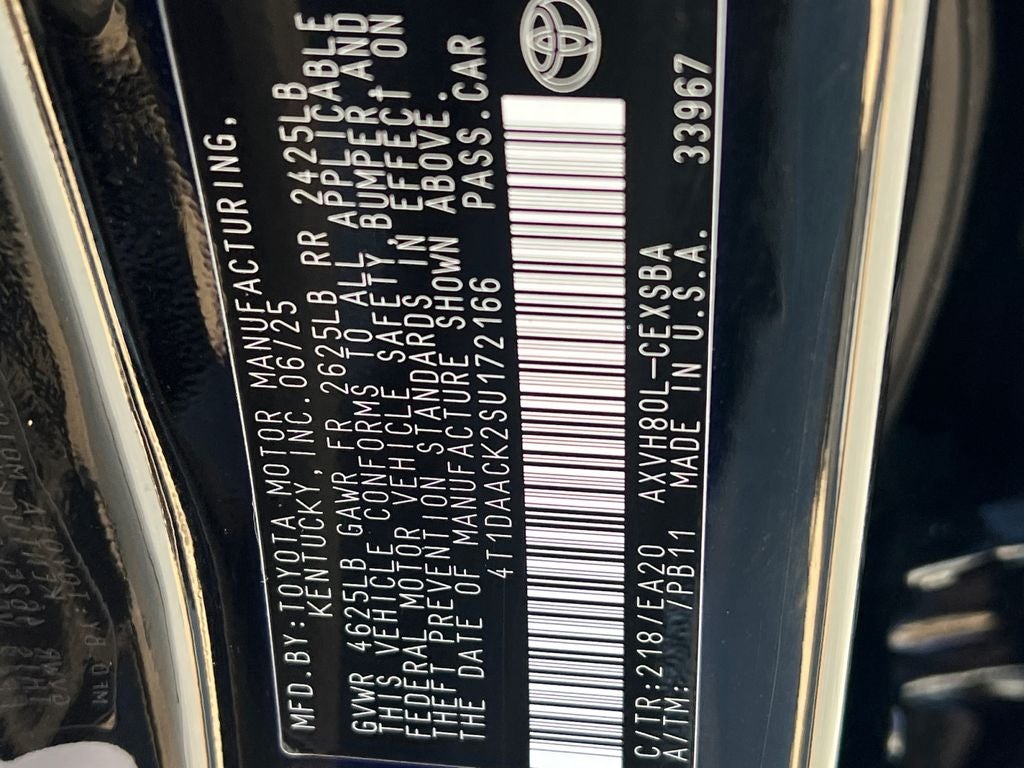 MFD.BY:TOYOTA MOTOR MANUFACTURING,
KENTUCKY, INC. 06/25
GVWR 4625LB GAWR FR 2625LB RR 2425LB
THIS VEHICLE CONFORMS TO ALL APPLICABLE
FEDERAL MOTOR VEHICLE SAFETY, BUMPER AND
THEFT PREVENTION STANDARDS IN EFFECT ON
THE DATE OF MANUFACTURE SHOWN ABOVE.
4T1DAACK2SU172166 PASS.CAR
C/TR:218/EA20 AXVH80L-CEXSBA
A/TM: /PB11 MADE IN U.S.A. 33967